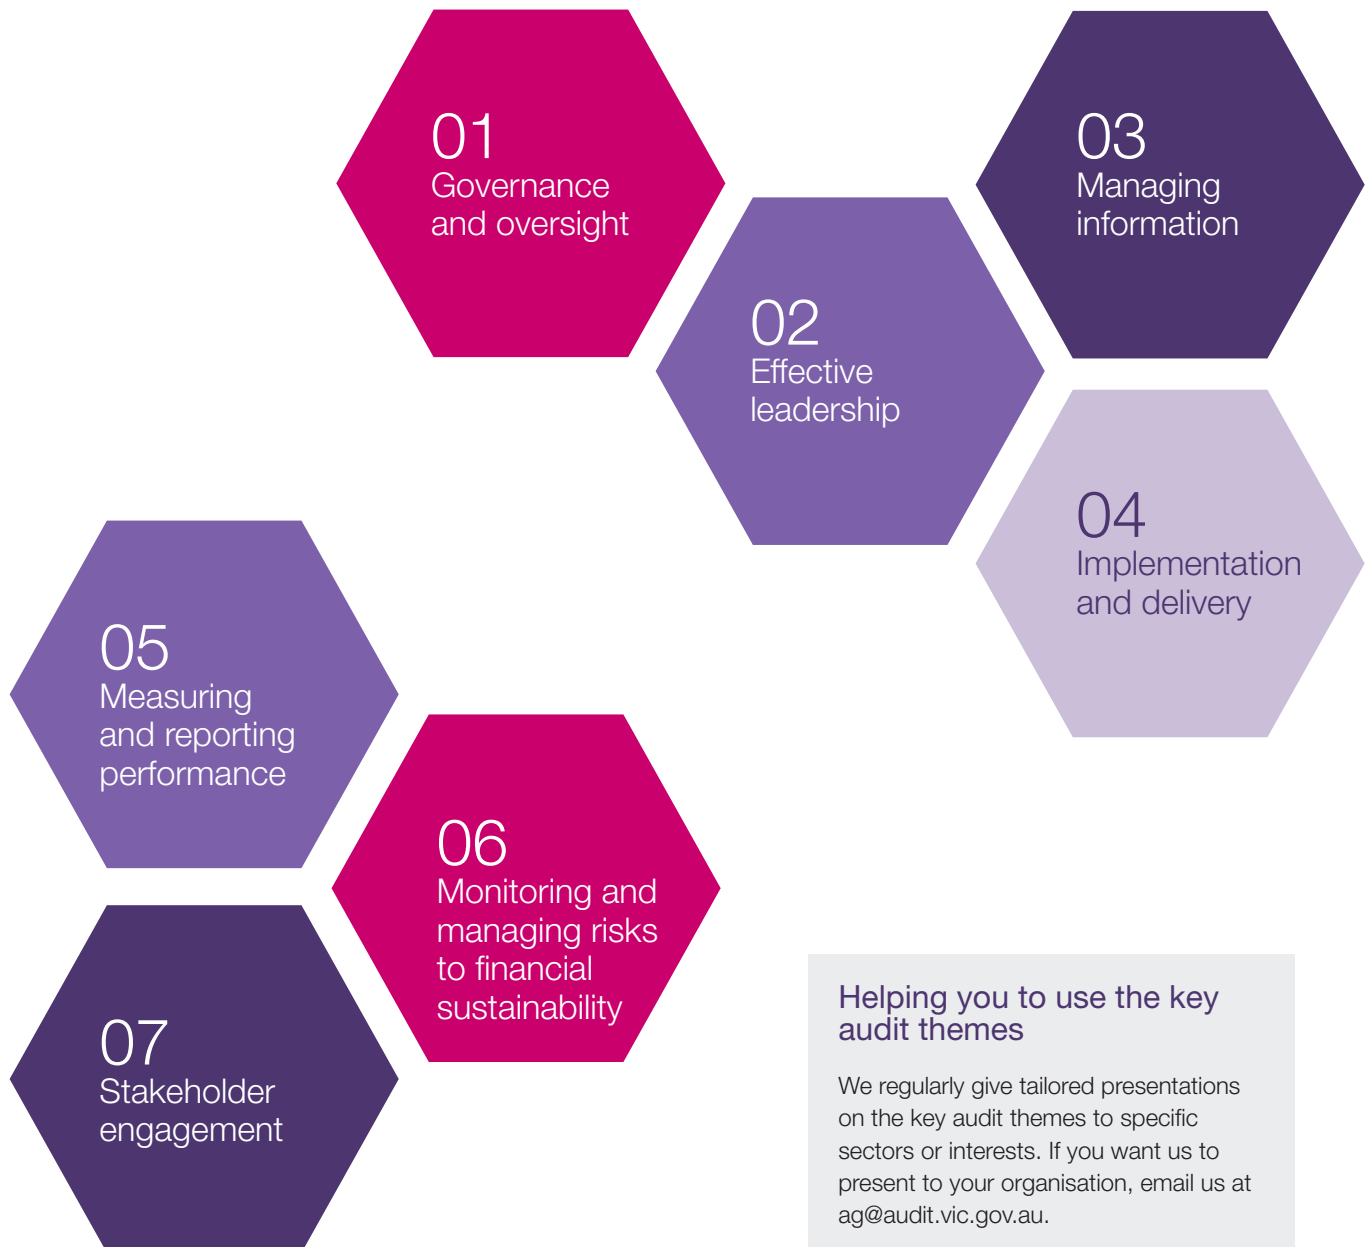 01
Governance
and oversight
02
Effective
leadership
03
Managing
information
04
Implementation
and delivery
05
Measuring
and reporting
performance
06
Monitoring and
managing risks
to financial
sustainability
07
Stakeholder
engagement
Helping you to use the key
audit themes
We regularly give tailored presentations
on the key audit themes to specific
sectors or interests. If you want us to
present to your organisation, email us at
ag@audit.vic.gov.au.